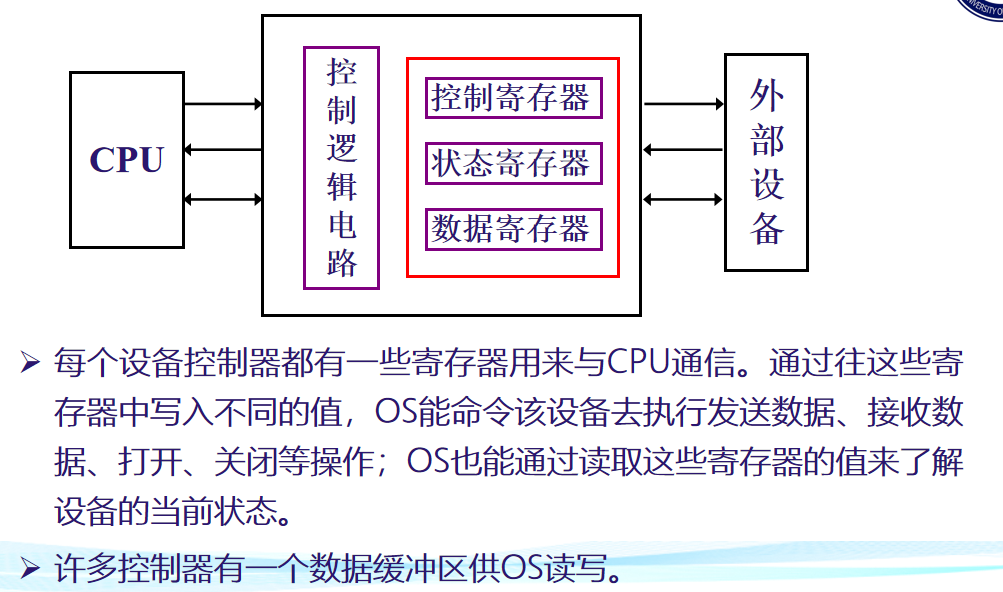 CPU
控制逻辑电路
控制寄存器
状态寄存器
数据寄存器
外部设备
UNIVERSITY O
➢ 每个设备控制器都有一些寄存器用来与CPU通信。通过往这些寄
存器中写入不同的值，OS能命令该设备去执行发送数据、接收数
据、打开、关闭等操作；OS也能通过读取这些寄存器的值来了解
设备的当前状态。
➢ 许多控制器有一个数据缓冲区供OS读写。